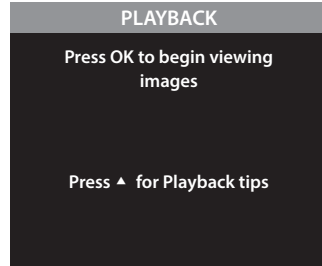 PLAYBACK
Press OK to begin viewing
images
Press ▲ for Playback tips